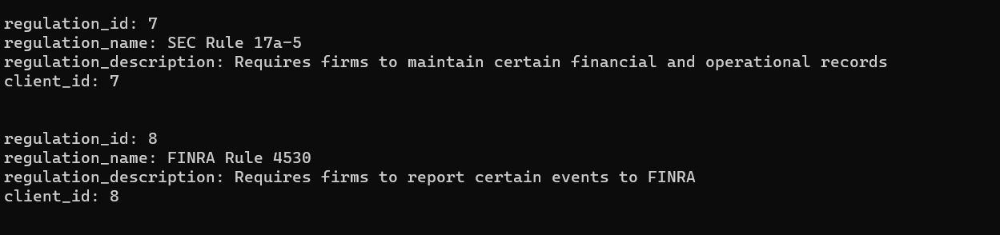 regulation_id: 7
regulation_name: SEC Rule 17a-5
regulation_description: Requires firms to maintain certain financial and operational records
client_id: 7
regulation_id: 8
regulation_name: FINRA Rule 4530
regulation_description: Requires firms to report certain events to FINRA
client_id: 8